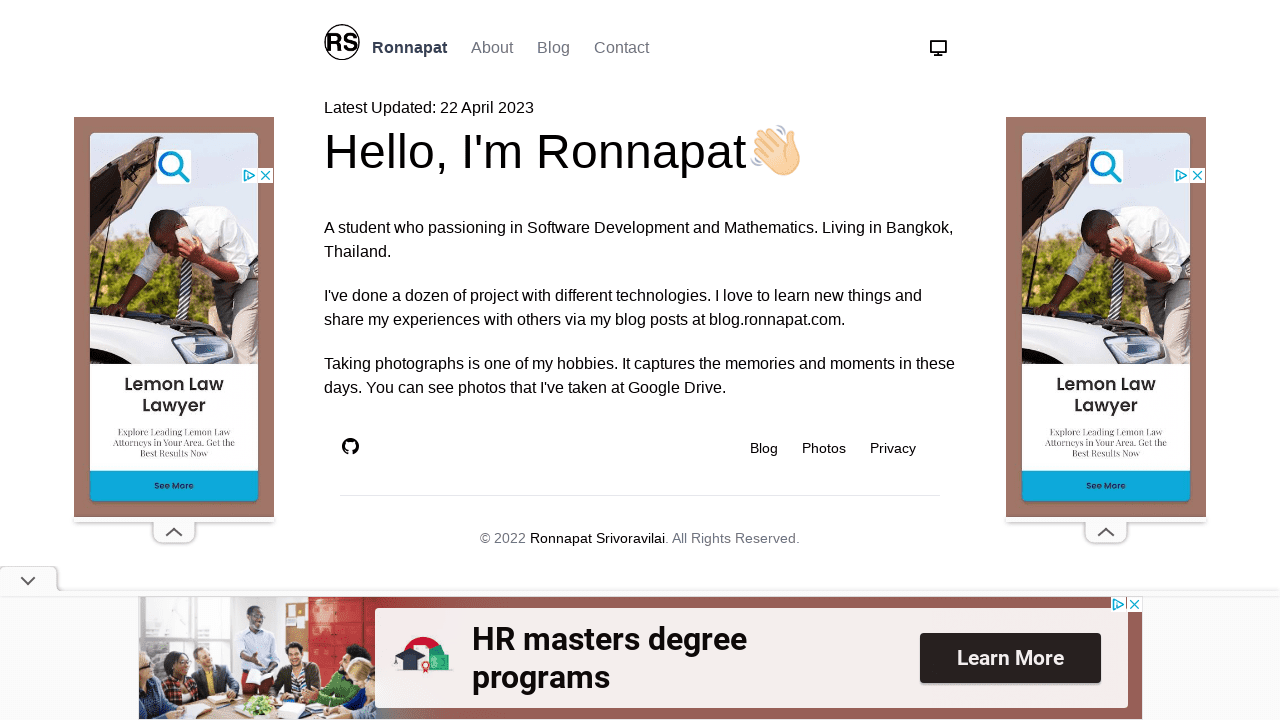 RS
Ronnapat
About
Blog
Contact
Latest Updated: 22 April 2023
Hello, I'm Ronnapat👋🏼
A student who passioning in Software Development and Mathematics. Living in Bangkok,
Thailand.
I've done a dozen of project with different technologies. I love to learn new things and
share my experiences with others via my blog posts at blog.ronnapat.com.
Taking photographs is one of my hobbies. It captures the memories and moments in these
days. You can see photos that I've taken at Google Drive.
Blog
Photos
Privacy
© 2022 Ronnapat Srivoravilai. All Rights Reserved.
Lemon Law
Lawyer
Explore Leading Lemon Law
Attorneys in Your Area. Get the
Best Results Now
See More
Lemon Law
Lawyer
Explore Leading Lemon Law
Attorneys in Your Area. Get the
Best Results Now
See More
HR masters degree
programs
Learn More